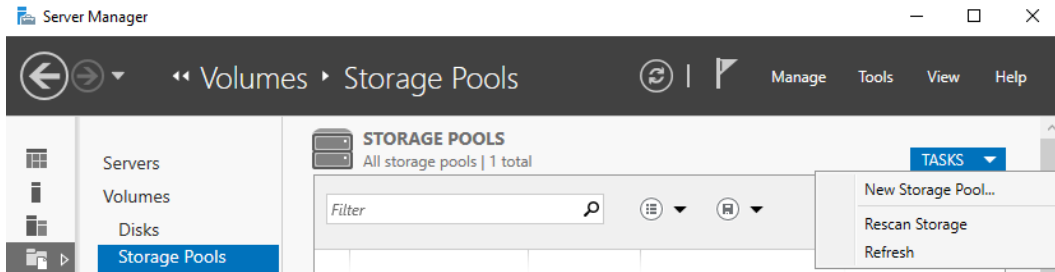 Server Manager
Volumes Storage Pools Manage Tools View Help
Servers
Volumes
Disks
Storage Pools
STORAGE POOLS
All storage pools | 1 total
TASKS
Filter
New Storage Pool...
Rescan Storage
Refresh